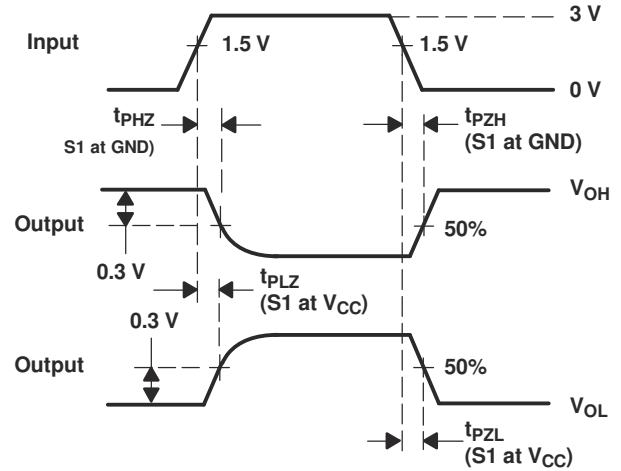 3 V
Input
1.5 V
1.5 V
0 V
tPHZ
S1 at GND)
tPZH
(S1 at GND)
VOH
Output
50%
0.3 V
tPLZ
(S1 at VCC)
0.3 V
Output
50%
VOL
tPZL
(S1 at VCC)